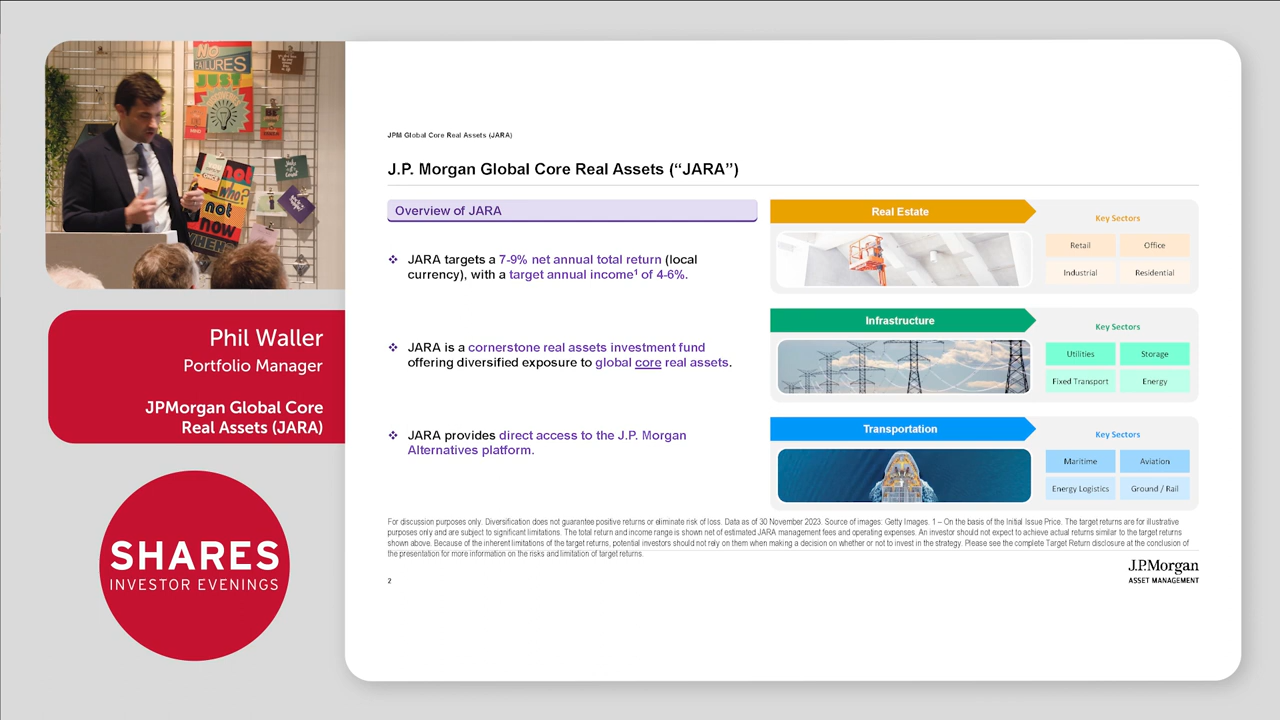 NO
FAILURES
JUST
MIND
not
who?
not
now
WHEN?
Phil Waller
Portfolio Manager
JPMorgan Global Core
Real Assets (JARA)
SHARES
INVESTOR EVENINGS
JPM Global Core Real Assets (JARA)
J.P. Morgan Global Core Real Assets (“JARA”)
Overview of JARA
❖ JARA targets a 7-9% net annual total return (local
currency), with a target annual income¹ of 4-6%.
❖ JARA is a cornerstone real assets investment fund
offering diversified exposure to global core real assets.
❖ JARA provides direct access to the J.P. Morgan
Alternatives platform.
Real Estate
Key Sectors
Retail Office
Industrial Residential
Infrastructure
Key Sectors
Utilities Storage
Fixed Transport Energy
Transportation
Key Sectors
Maritime Aviation
Energy Logistics Ground / Rail
For discussion purposes only. Diversification does not guarantee positive returns or eliminate risk of loss. Data as of 30 November 2023. Source of images: Getty Images. 1 – On the basis of the Initial Issue Price. The target returns are for illustrative
purposes only and are subject to significant limitations. The total return and income range is shown net of estimated JARA management fees and operating expenses. An investor should not expect to achieve actual returns similar to the target returns
shown above. Because of the inherent limitations of the target returns, potential investors should not rely on them when making a decision on whether or not to invest in the strategy. Please see the complete Target Return disclosure at the conclusion of
the presentation for more information on the risks and limitation of target returns.
2
J.P.Morgan
ASSET MANAGEMENT